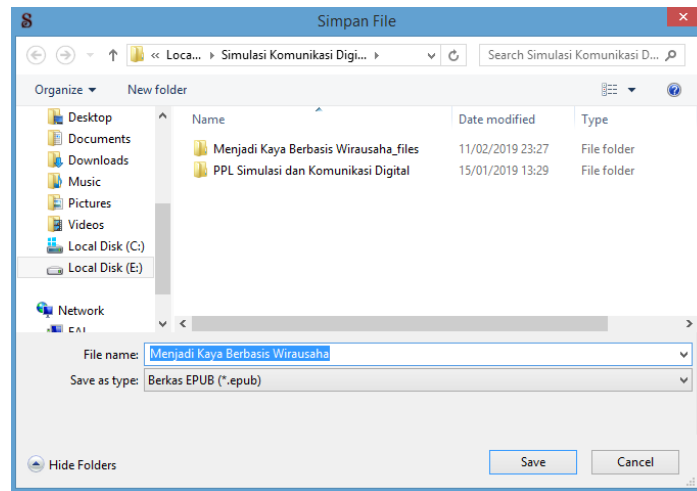 S Simpan File
« Loca... Simulasi Komunikasi Digi... Search Simulasi Komunikasi D...
Organize New folder
Name Date modified Type
Desktop
Documents
Downloads
Music
Pictures
Videos
Local Disk (C:)
Local Disk (E:)
Network
Menjadi Kaya Berbasis Wirausaha_files 11/02/2019 23:27 File folder
PPL Simulasi dan Komunikasi Digital 15/01/2019 13:29 File folder
File name: Menjadi Kaya Berbasis Wirausaha
Save as type: Berkas EPUB (*.epub)
Hide Folders Save Cancel